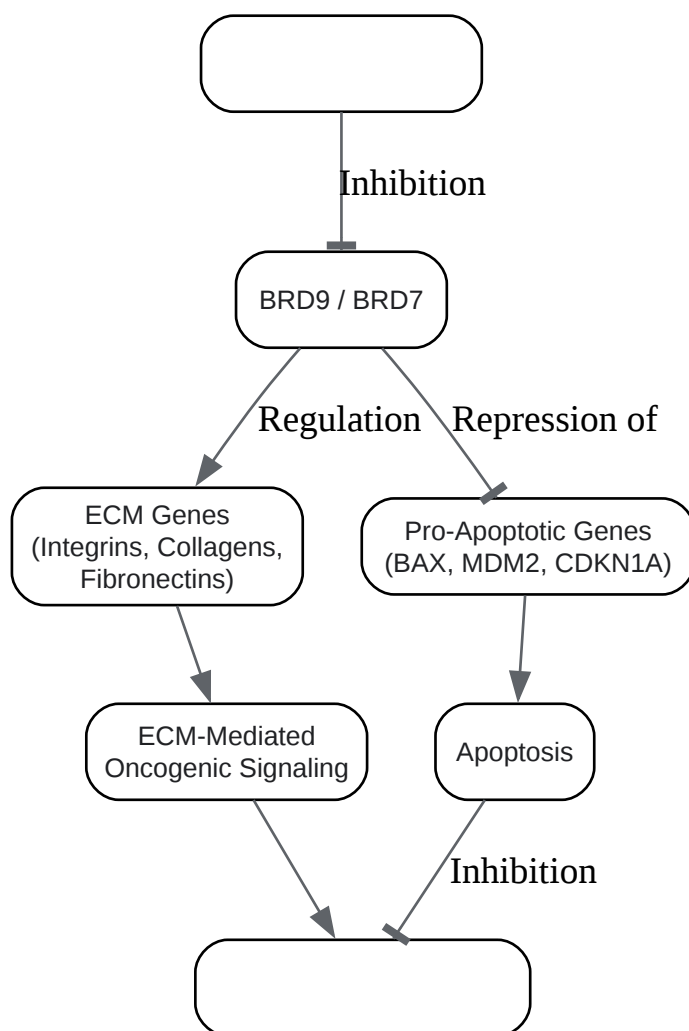 Inhibition
BRD9 / BRD7
Regulation
Repression of
ECM Genes
(Integrins, Collagens,
Fibronectins)
Pro-Apoptotic Genes
(BAX, MDM2, CDKN1A)
ECM-Mediated
Oncogenic Signaling
Apoptosis
Inhibition